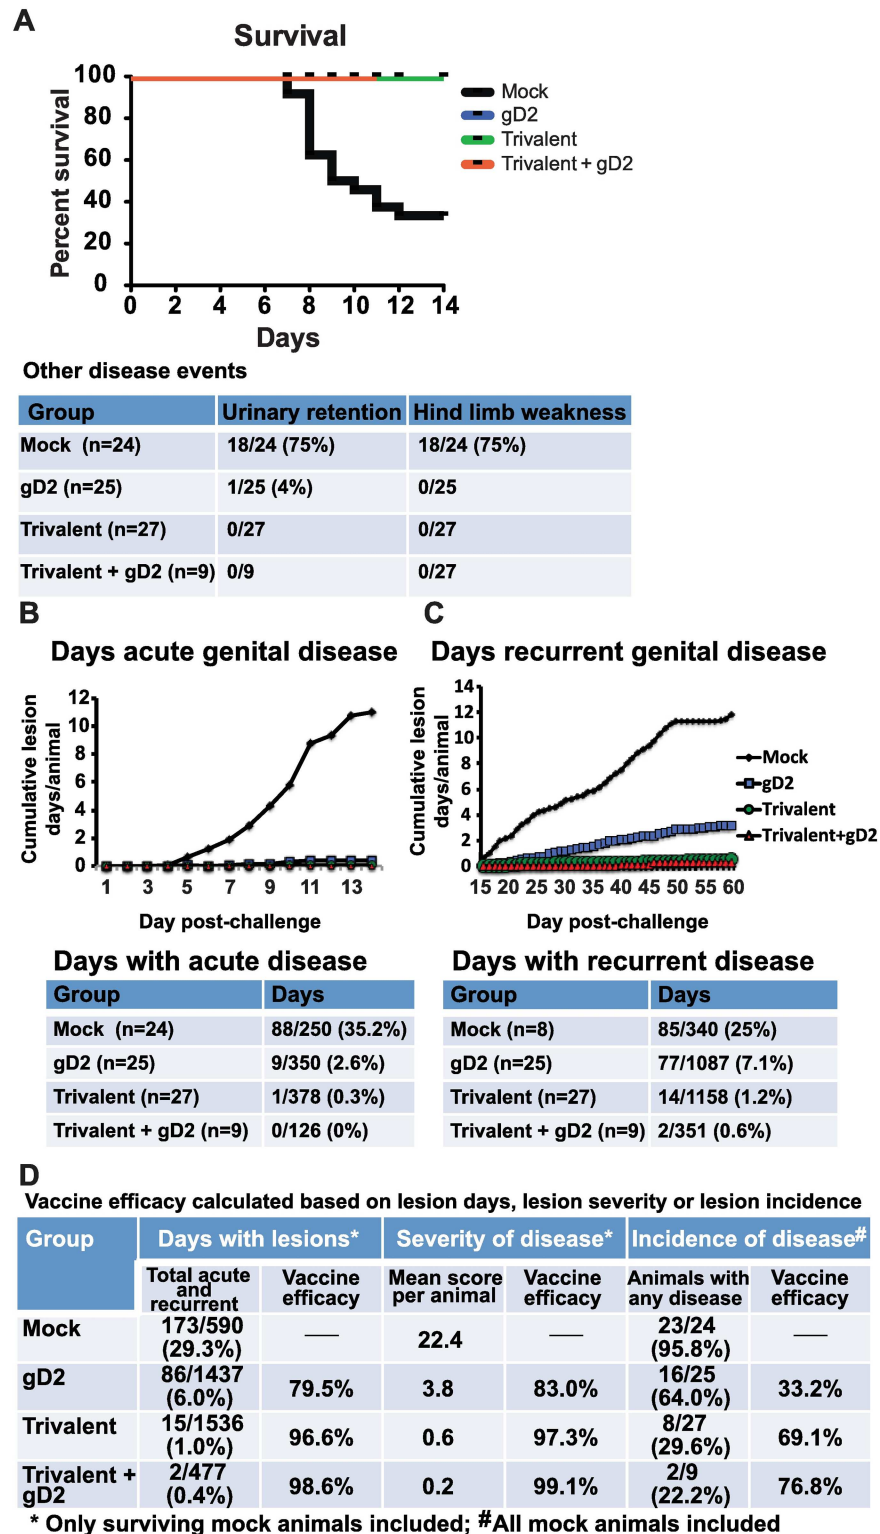 A
Survival
Percent survival
100
80
60
40
20
0
0 2 4 6 8 10 12 14
Days
Mock
gD2
Trivalent
Trivalent + gD2
Other disease events
Group Urinary retention Hind limb weakness
Mock (n=24) 18/24 (75%) 18/24 (75%)
gD2 (n=25) 1/25 (4%) 0/25
Trivalent (n=27) 0/27 0/27
Trivalent + gD2 (n=9) 0/9 0/27
B
Days acute genital disease
Cumulative lesion
days/animal
12
10
8
6
4
2
0
1 3 5 7 9 11 13
Day post-challenge
C
Days recurrent genital disease
Cumulative lesion
days/animal
14
12
10
8
6
4
2
0
15 20 25 30 35 40 45 50 55 60
Day post-challenge
Mock
gD2
Trivalent
Trivalent+gD2
Days with acute disease
Group Days
Mock (n=24) 88/250 (35.2%)
gD2 (n=25) 9/350 (2.6%)
Trivalent (n=27) 1/378 (0.3%)
Trivalent + gD2 (n=9) 0/126 (0%)
Days with recurrent disease
Group Days
Mock (n=8) 85/340 (25%)
gD2 (n=25) 77/1087 (7.1%)
Trivalent (n=27) 14/1158 (1.2%)
Trivalent + gD2 (n=9) 2/351 (0.6%)
D
Vaccine efficacy calculated based on lesion days, lesion severity or lesion incidence
Group Days with lesions* Severity of disease* Incidence of disease#
Total acute and recurrent Vaccine efficacy Mean score per animal Vaccine efficacy Animals with any disease Vaccine efficacy
Mock 173/590 (29.3%) — 22.4 — 23/24 (95.8%) —
gD2 86/1437 (6.0%) 79.5% 3.8 83.0% 16/25 (64.0%) 33.2%
Trivalent 15/1536 (1.0%) 96.6% 0.6 97.3% 8/27 (29.6%) 69.1%
Trivalent + gD2 2/477 (0.4%) 98.6% 0.2 99.1% 2/9 (22.2%) 76.8%
* Only surviving mock animals included; #All mock animals included